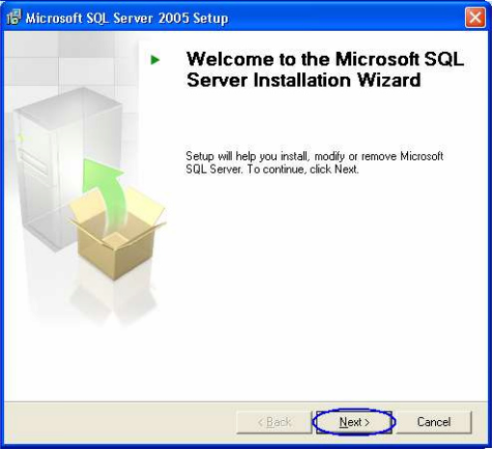 Microsoft SQL Server 2005 Setup
Welcome to the Microsoft SQL
Server Installation Wizard
Setup will help you install, modify or remove Microsoft
SQL Server. To continue, click Next.
< Back
Next >
Cancel